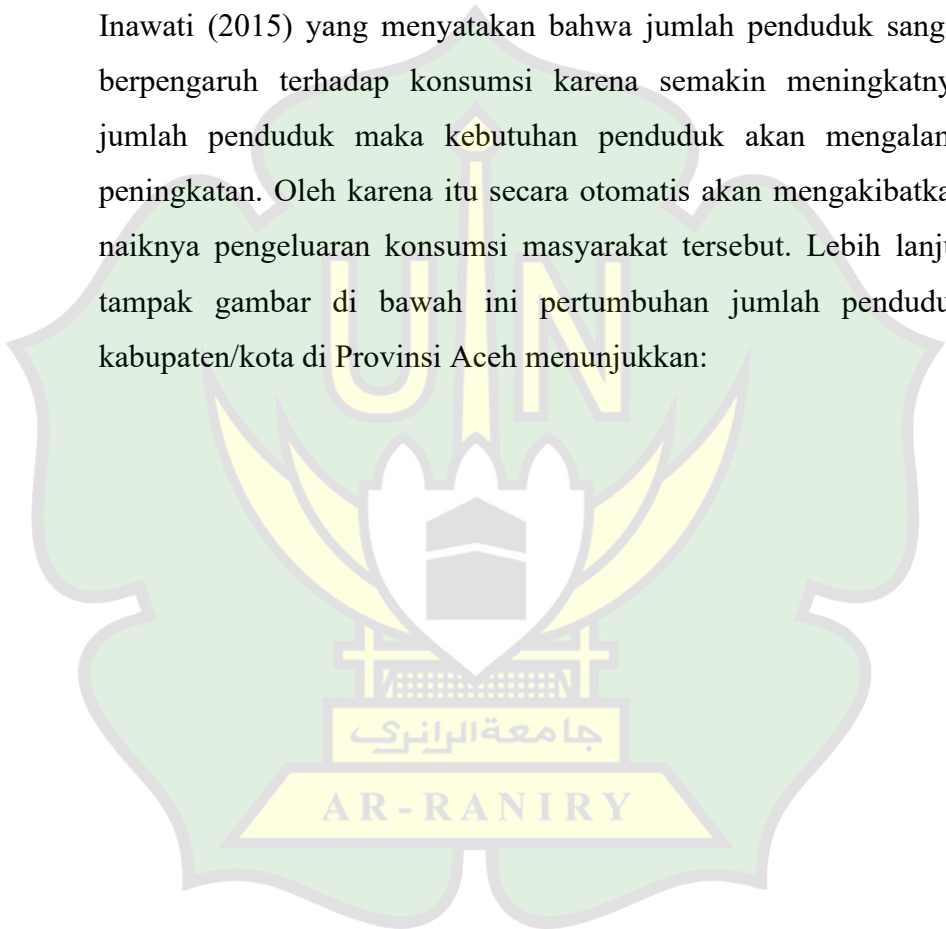 Inawati (2015) yang menyatakan bahwa jumlah penduduk sang
berpengaruh terhadap konsumsi karena semakin meningkatny
jumlah penduduk maka kebutuhan penduduk akan mengalam
peningkatan. Oleh karena itu secara otomatis akan mengakibatka
naiknya pengeluaran konsumsi masyarakat tersebut. Lebih lanju
tampak gambar di bawah ini pertumbuhan jumlah pendudu
kabupaten/kota di Provinsi Aceh menunjukkan:
UIN
جامعة الرانري
AR-RANIRY